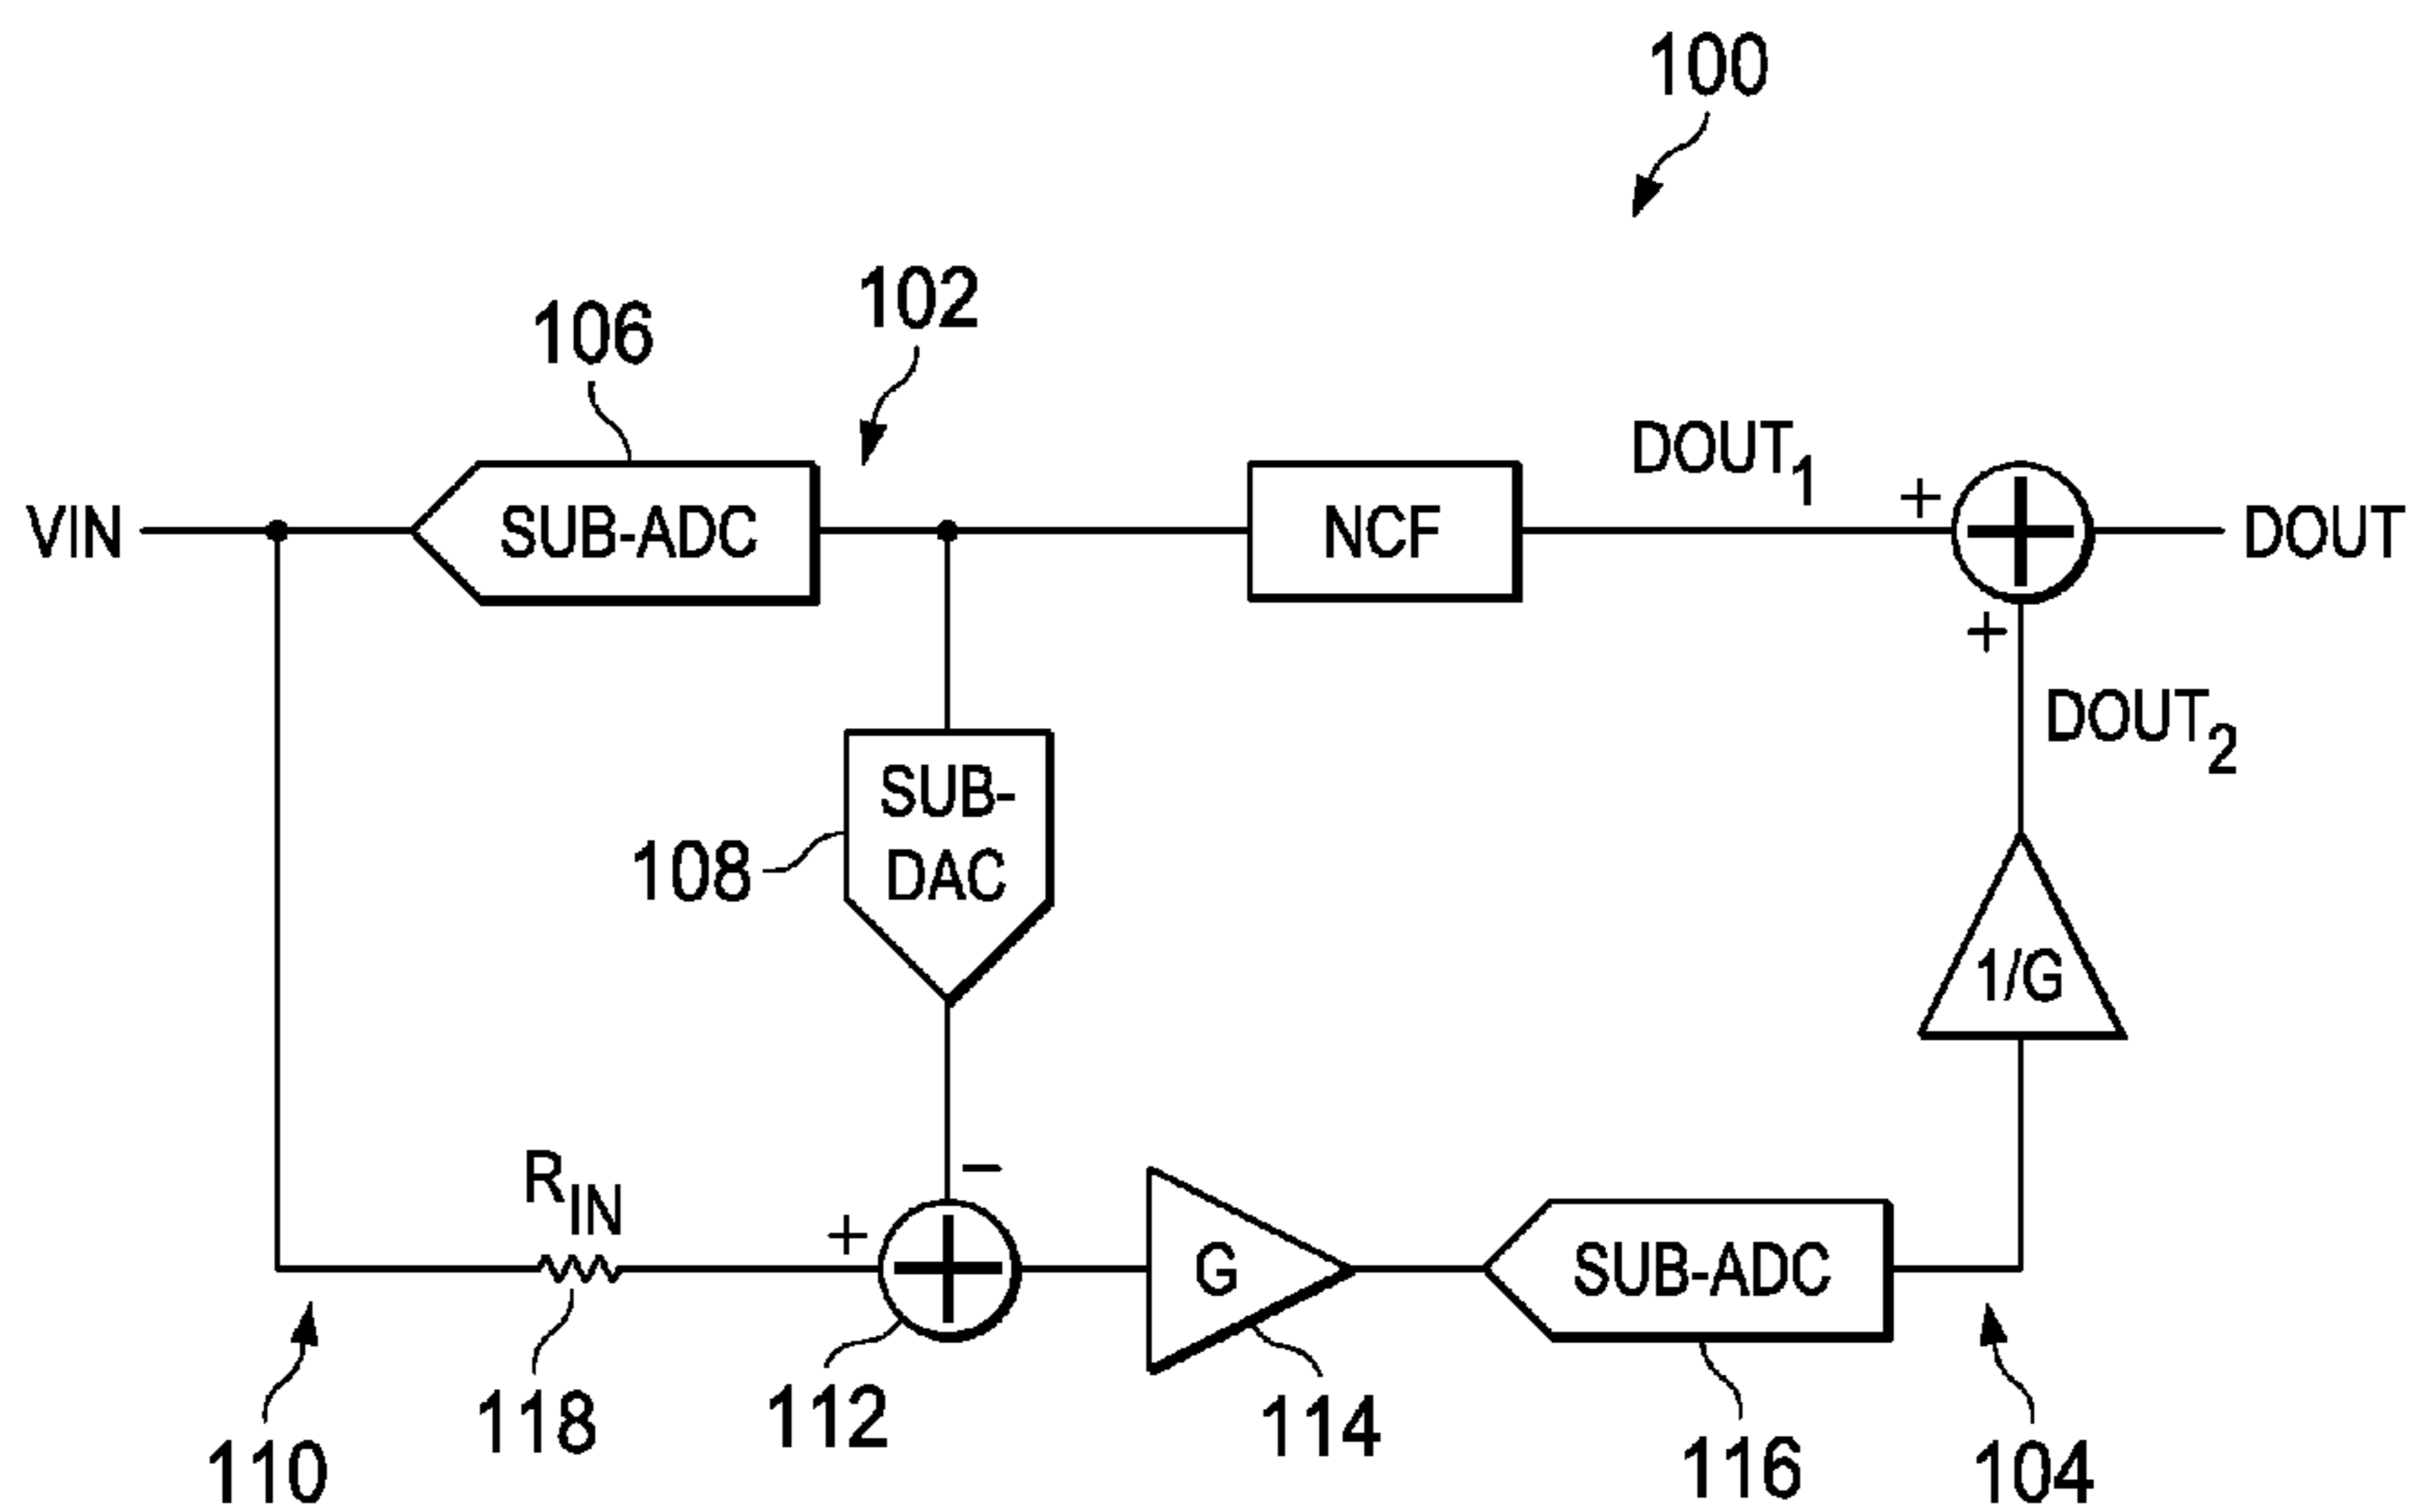 100
102
106
VIN
SUB-ADC
NCF
DOUT1
+
DOUT
+
DOUT2
SUB-
DAC
108
1/G
RIN
+
−
G
SUB-ADC
110
118
112
114
116
104